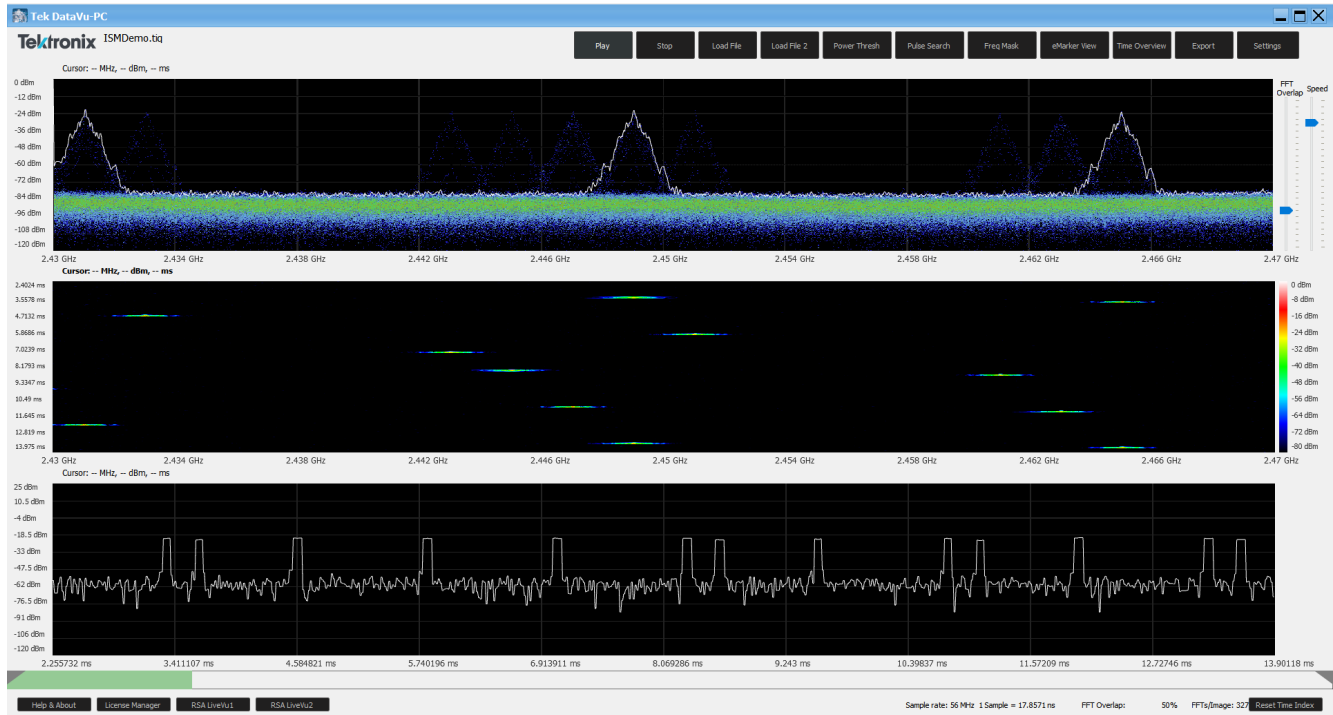 Tek DataVu-PC
Tektronix ISMDemo.tiq
Play Stop Load File Load File 2 Power Thresh Pulse Search Freq Mask eMarker View Time Overview Export Settings
Cursor: -- MHz, -- dBm, -- ms
FFT Overlap Speed
0 dBm
-12 dBm
-24 dBm
-36 dBm
-48 dBm
-60 dBm
-72 dBm
-84 dBm
-96 dBm
-108 dBm
-120 dBm
2.43 GHz 2.434 GHz 2.438 GHz 2.442 GHz 2.446 GHz 2.45 GHz 2.454 GHz 2.458 GHz 2.462 GHz 2.466 GHz 2.47 GHz
Cursor: -- MHz, -- dBm, -- ms
2.4024 ms 0 dBm
3.5578 ms -8 dBm
4.7132 ms -16 dBm
5.8686 ms -24 dBm
7.0239 ms -32 dBm
8.1793 ms -40 dBm
9.3347 ms -48 dBm
10.49 ms -56 dBm
11.645 ms -64 dBm
12.819 ms -72 dBm
13.975 ms -80 dBm
2.43 GHz 2.434 GHz 2.438 GHz 2.442 GHz 2.446 GHz 2.45 GHz 2.454 GHz 2.458 GHz 2.462 GHz 2.466 GHz 2.47 GHz
Cursor: -- MHz, -- dBm, -- ms
25 dBm
10.5 dBm
-4 dBm
-18.5 dBm
-33 dBm
-47.5 dBm
-62 dBm
-76.5 dBm
-91 dBm
-106 dBm
-120 dBm
2.255732 ms 3.411107 ms 4.584821 ms 5.740196 ms 6.913911 ms 8.069286 ms 9.243 ms 10.39837 ms 11.57209 ms 12.72746 ms 13.90118 ms
Help & About License Manager RSA LiveVu1 RSA LiveVu2 Sample rate: 56 MHz 1 Sample = 17.8571 ns FFT Overlap: 50% FFTs/Image: 327 Reset Time Index